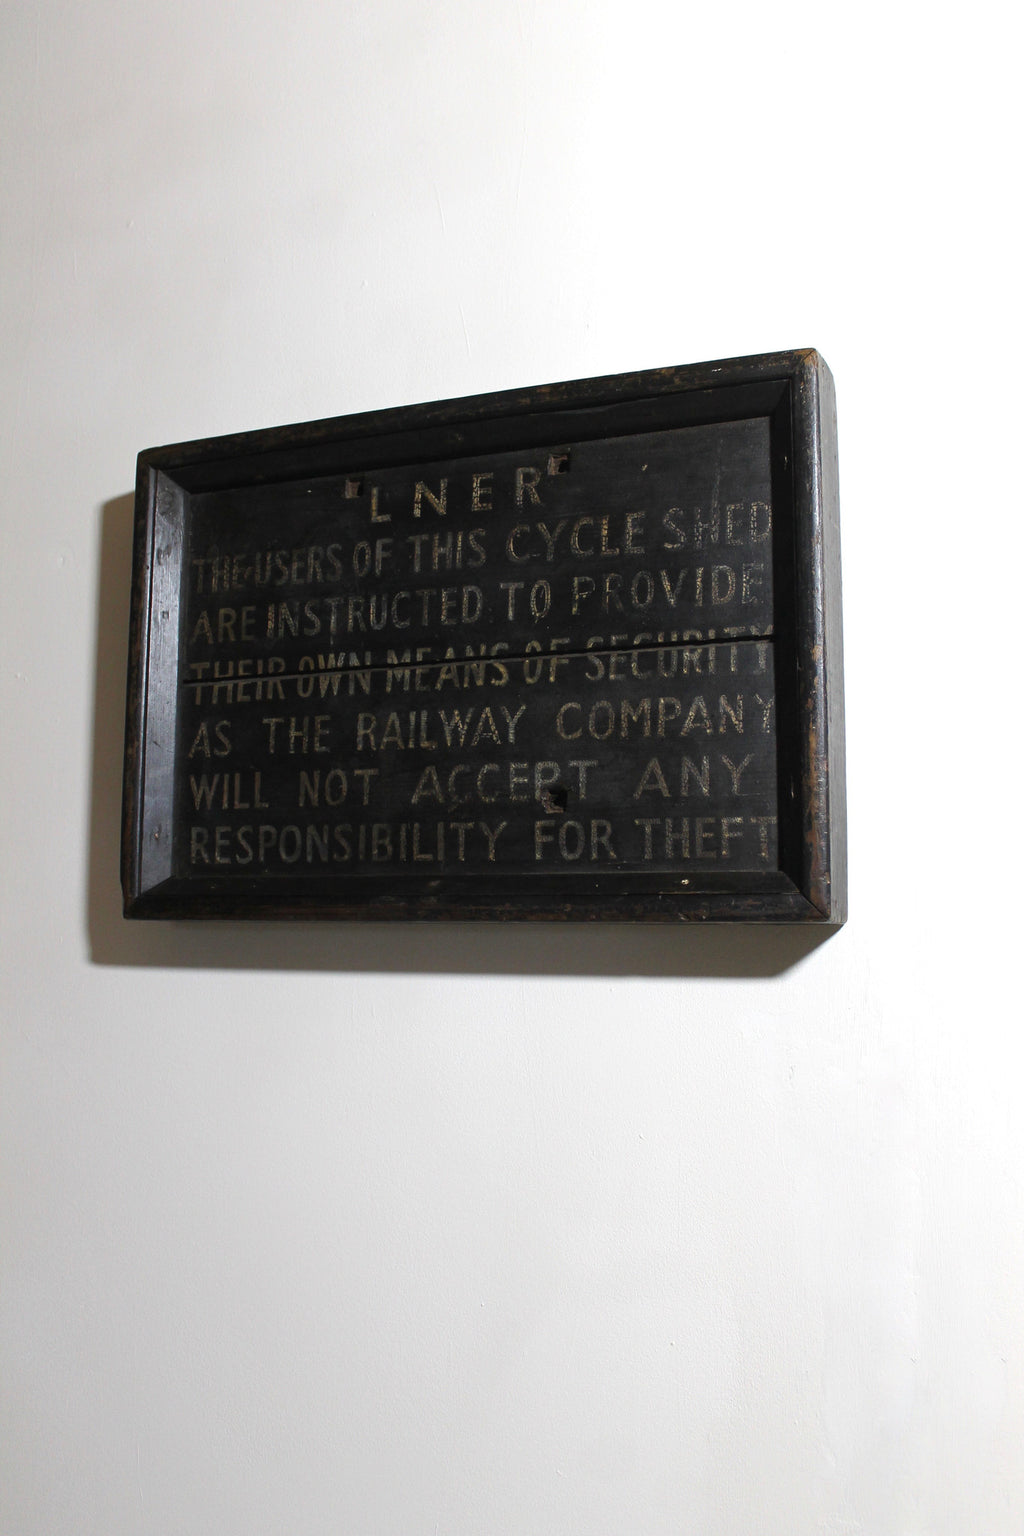 LNER
THE USERS OF THIS CYCLE SHED
ARE INSTRUCTED TO PROVIDE
THEIR OWN MEANS OF SECURITY
AS THE RAILWAY COMPANY
WILL NOT ACCEPT ANY
RESPONSIBILITY FOR THEFT